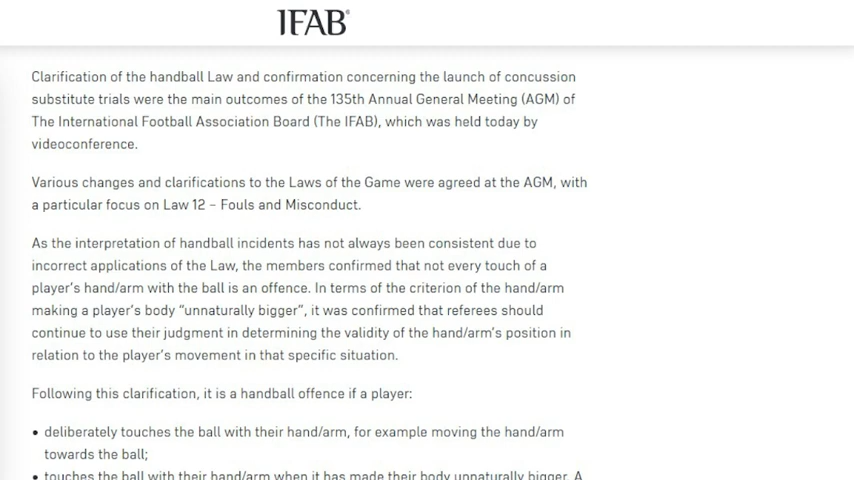 IFAB
Clarification of the handball Law and confirmation concerning the launch of concussion
substitute trials were the main outcomes of the 135th Annual General Meeting (AGM) of
The International Football Association Board (The IFAB), which was held today by
videoconference.
Various changes and clarifications to the Laws of the Game were agreed at the AGM, with
a particular focus on Law 12 – Fouls and Misconduct.
As the interpretation of handball incidents has not always been consistent due to
incorrect applications of the Law, the members confirmed that not every touch of a
player's hand/arm with the ball is an offence. In terms of the criterion of the hand/arm
making a player's body “unnaturally bigger”, it was confirmed that referees should
continue to use their judgment in determining the validity of the hand/arm's position in
relation to the player's movement in that specific situation.
Following this clarification, it is a handball offence if a player:
• deliberately touches the ball with their hand/arm, for example moving the hand/arm
towards the ball;
• touches the ball with their hand/arm when it has made their body unnaturally bigger. A